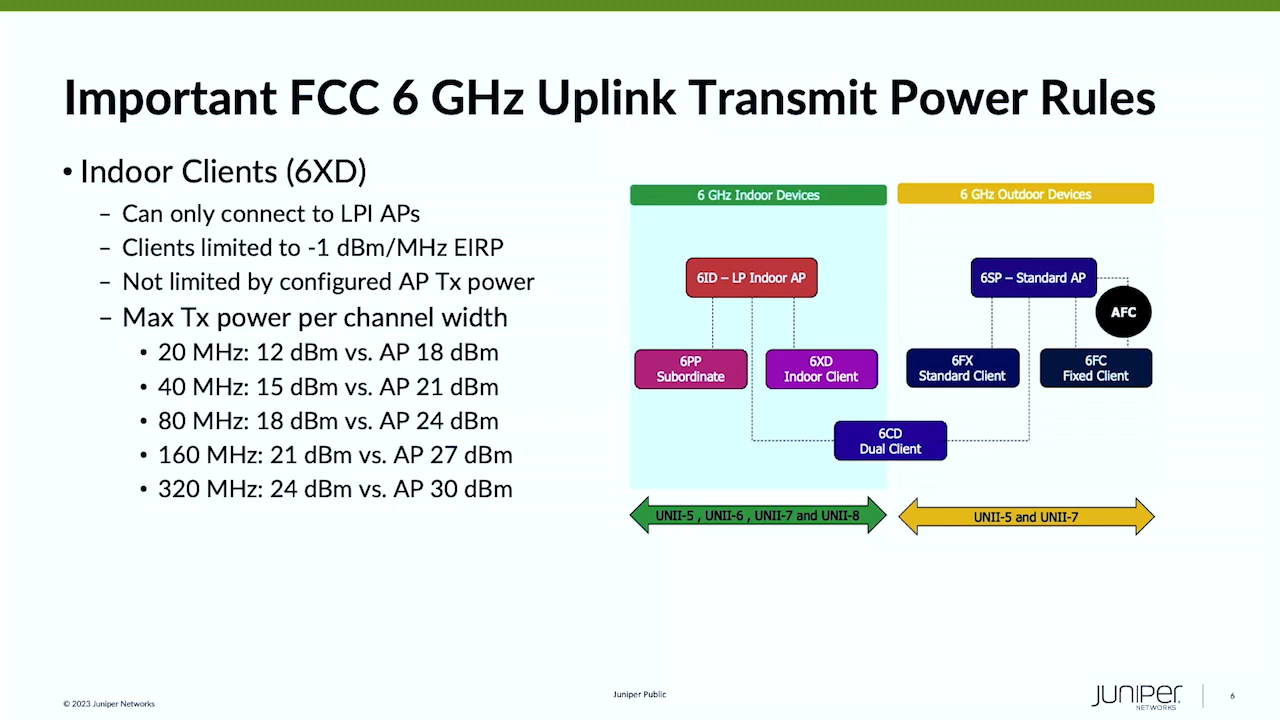 Important FCC 6 GHz Uplink Transmit Power Rules
• Indoor Clients (6XD)
– Can only connect to LPI APs
– Clients limited to -1 dBm/MHz EIRP
– Not limited by configured AP Tx power
– Max Tx power per channel width
• 20 MHz: 12 dBm vs. AP 18 dBm
• 40 MHz: 15 dBm vs. AP 21 dBm
• 80 MHz: 18 dBm vs. AP 24 dBm
• 160 MHz: 21 dBm vs. AP 27 dBm
• 320 MHz: 24 dBm vs. AP 30 dBm
6 GHz Indoor Devices
6 GHz Outdoor Devices
6ID – LP Indoor AP
6SP – Standard AP
AFC
6PP
Subordinate
6XD
Indoor Client
6FX
Standard Client
6FC
Fixed Client
6CD
Dual Client
UNII-5 , UNII-6 , UNII-7 and UNII-8
UNII-5 and UNII-7
© 2023 Juniper Networks
Juniper Public
JUNIPER
NETWORKS
6